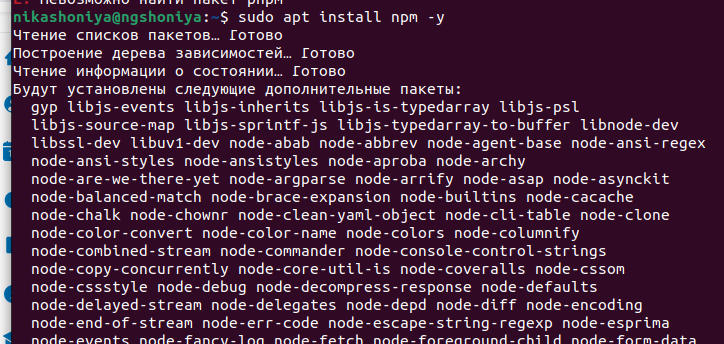 E: Невозможно найти пакет pnpm
nikashoniya@ngshoniya:~$ sudo apt install npm -y
Чтение списков пакетов… Готово
Построение дерева зависимостей… Готово
Чтение информации о состоянии… Готово
Будут установлены следующие дополнительные пакеты:
gyp libjs-events libjs-inherits libjs-is-typedarray libjs-psl
libjs-source-map libjs-sprintf-js libjs-typedarray-to-buffer libnode-dev
libssl-dev libuv1-dev node-abab node-abbrev node-agent-base node-ansi-regex
node-ansi-styles node-ansistyles node-aproba node-archy
node-are-we-there-yet node-argparse node-arrify node-asap node-asynckit
node-balanced-match node-brace-expansion node-builtins node-cacache
node-chalk node-chownr node-clean-yaml-object node-cli-table node-clone
node-color-convert node-color-name node-colors node-columnify
node-combined-stream node-commander node-console-control-strings
node-copy-concurrently node-core-util-is node-coveralls node-cssom
node-cssstyle node-debug node-decompress-response node-defaults
node-delayed-stream node-delegates node-depd node-diff node-encoding
node-end-of-stream node-err-code node-escape-string-regexp node-esprima
node-events node-fancy-log node-fetch node-foreground-child node-form-data